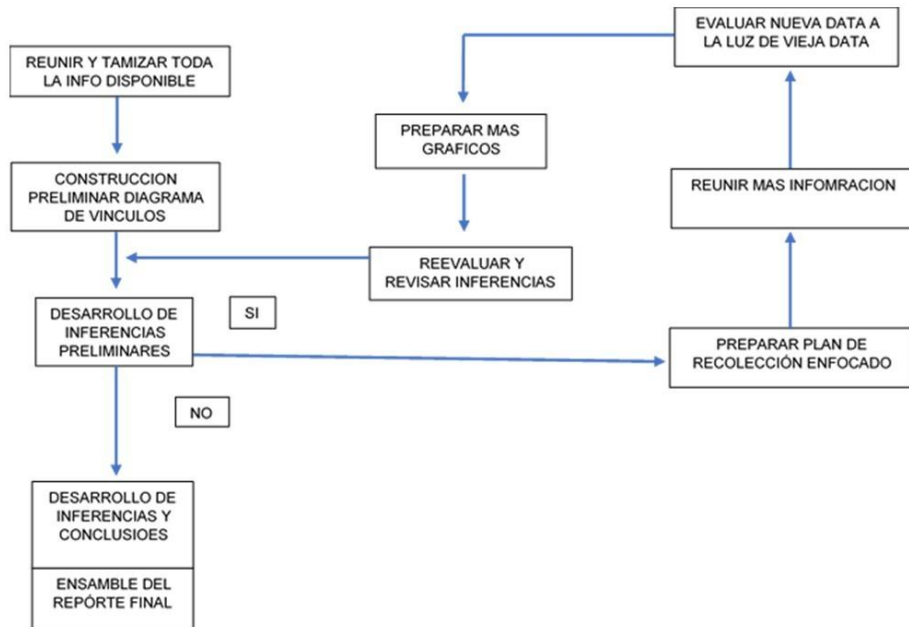 REUNIR Y TAMIZAR TODA
LA INFO DISPONIBLE
CONSTRUCCION
PRELIMINAR DIAGRAMA
DE VINCULOS
DESARROLLO DE
INFERENCIAS
PRELIMINARES
SI
NO
DESARROLLO DE
INFERENCIAS Y
CONCLUSIOES
ENSAMBLE DEL
REPÓRTE FINAL
PREPARAR PLAN DE
RECOLECCIÓN ENFOCADO
REUNIR MAS INFOMRACION
EVALUAR NUEVA DATA A
LA LUZ DE VIEJA DATA
PREPARAR MAS
GRAFICOS
REEVALUAR Y
REVISAR INFERENCIAS